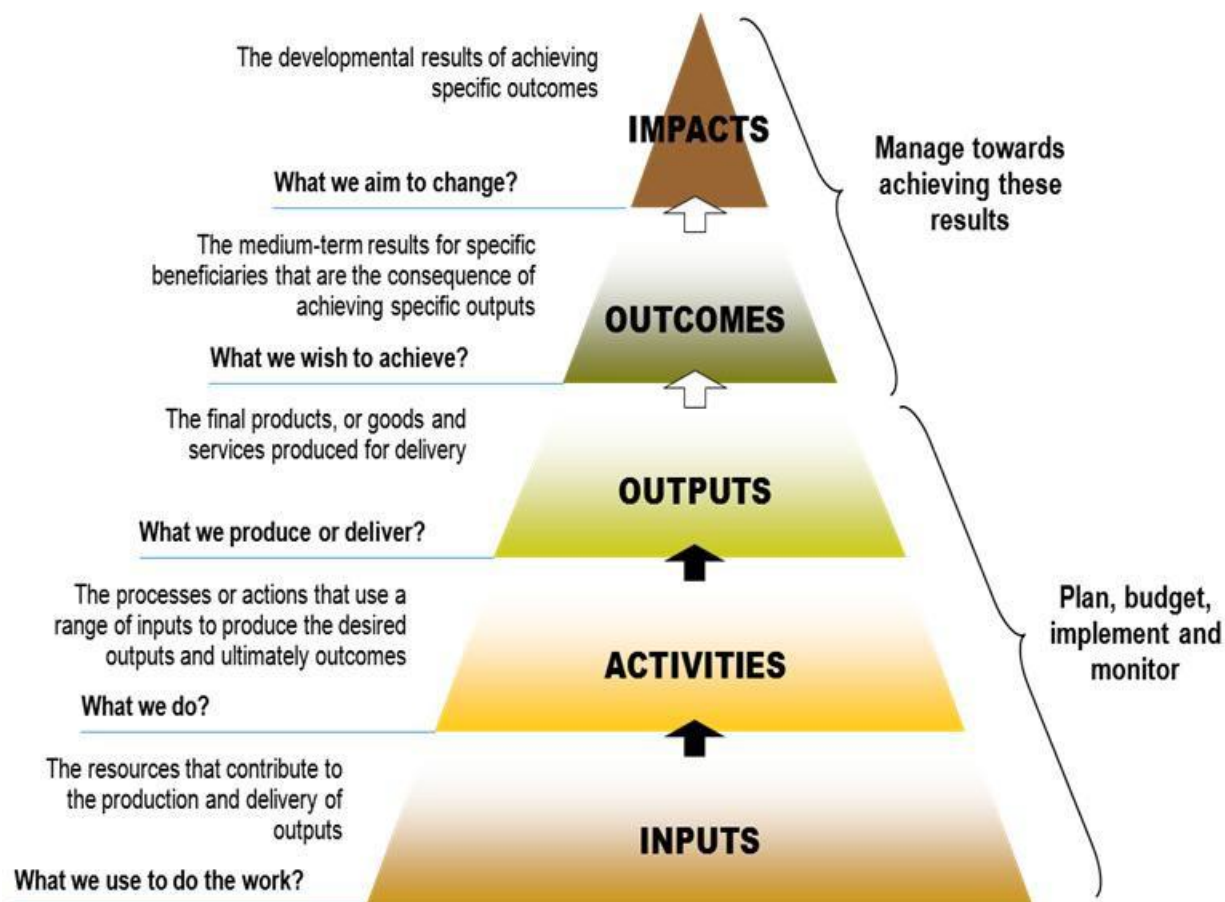 The developmental results of achieving
specific outcomes
IMPACTS
What we aim to change?
Manage towards
achieving these
results
The medium-term results for specific
beneficiaries that are the consequence of
achieving specific outputs
OUTCOMES
What we wish to achieve?
The final products, or goods and
services produced for delivery
OUTPUTS
What we produce or deliver?
The processes or actions that use a
range of inputs to produce the desired
outputs and ultimately outcomes
ACTIVITIES
What we do?
Plan, budget,
implement and
monitor
The resources that contribute to
the production and delivery of
outputs
INPUTS
What we use to do the work?